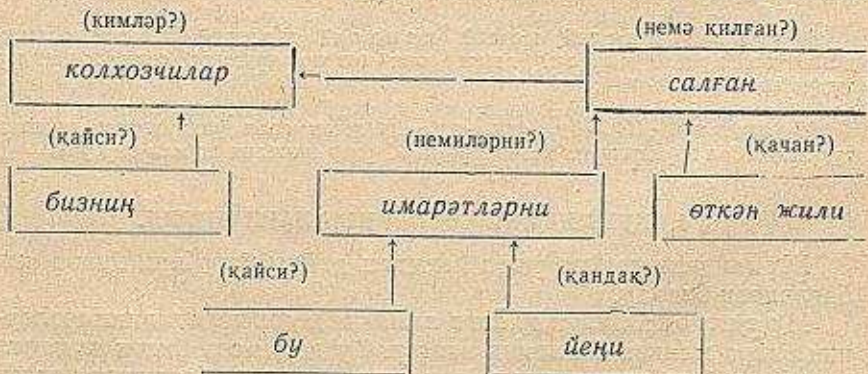 (кимләр?) (немә қилған?)
колхозчилар салған
(қайси?) (немиләрни?) (қачан?)
бизниң имарәтләрни өткән жили
(қайси?) (қандақ?)
бу йеңи